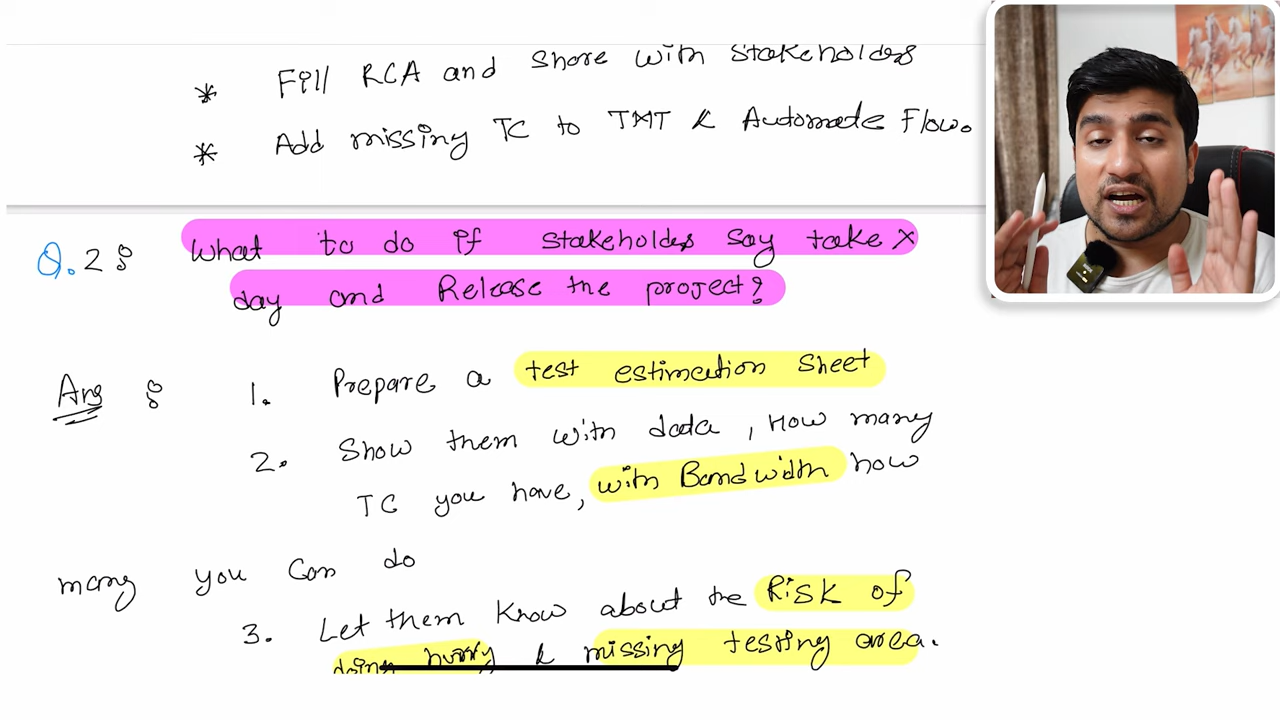 * Fill RCA and Share with Stakeholders
* Add missing TC to TMT & Automate Flow.
Q.2 : What to do if stakeholders say take X
day and Release the project?
Ans : 1. Prepare a test estimation sheet
2. Show them with data, How many
TC you have, with Bandwidth how
many you can do
3. Let them know about the Risk of
doing hurry & missing testing area.